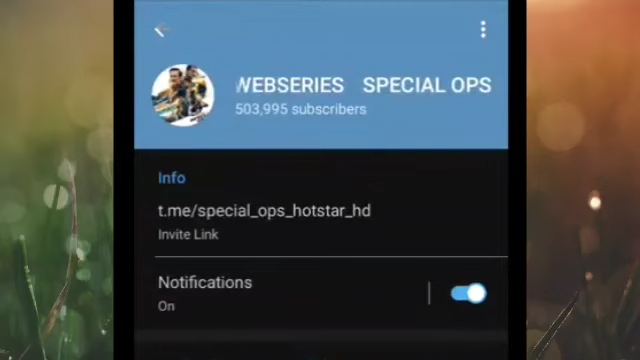 WEBSERIES SPECIAL OPS
503,995 subscribers
Info
t.me/special_ops_hotstar_hd
Invite Link
Notifications
On